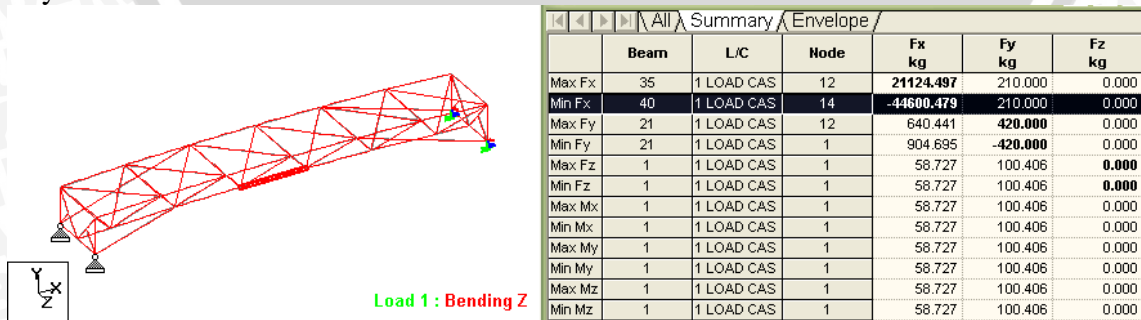 All Summary Envelope
Beam L/C Node Fx kg Fy kg Fz kg
Max Fx 35 1 LOAD CAS 12 21124.497 210.000 0.000
Min Fx 40 1 LOAD CAS 14 -44600.479 210.000 0.000
Max Fy 21 1 LOAD CAS 12 640.441 420.000 0.000
Min Fy 21 1 LOAD CAS 1 904.695 -420.000 0.000
Max Fz 1 1 LOAD CAS 1 58.727 100.406 0.000
Min Fz 1 1 LOAD CAS 1 58.727 100.406 0.000
Max Mx 1 1 LOAD CAS 1 58.727 100.406 0.000
Min Mx 1 1 LOAD CAS 1 58.727 100.406 0.000
Max My 1 1 LOAD CAS 1 58.727 100.406 0.000
Min My 1 1 LOAD CAS 1 58.727 100.406 0.000
Max Mz 1 1 LOAD CAS 1 58.727 100.406 0.000
Min Mz 1 1 LOAD CAS 1 58.727 100.406 0.000
Y
X
Z
Load 1 : Bending Z